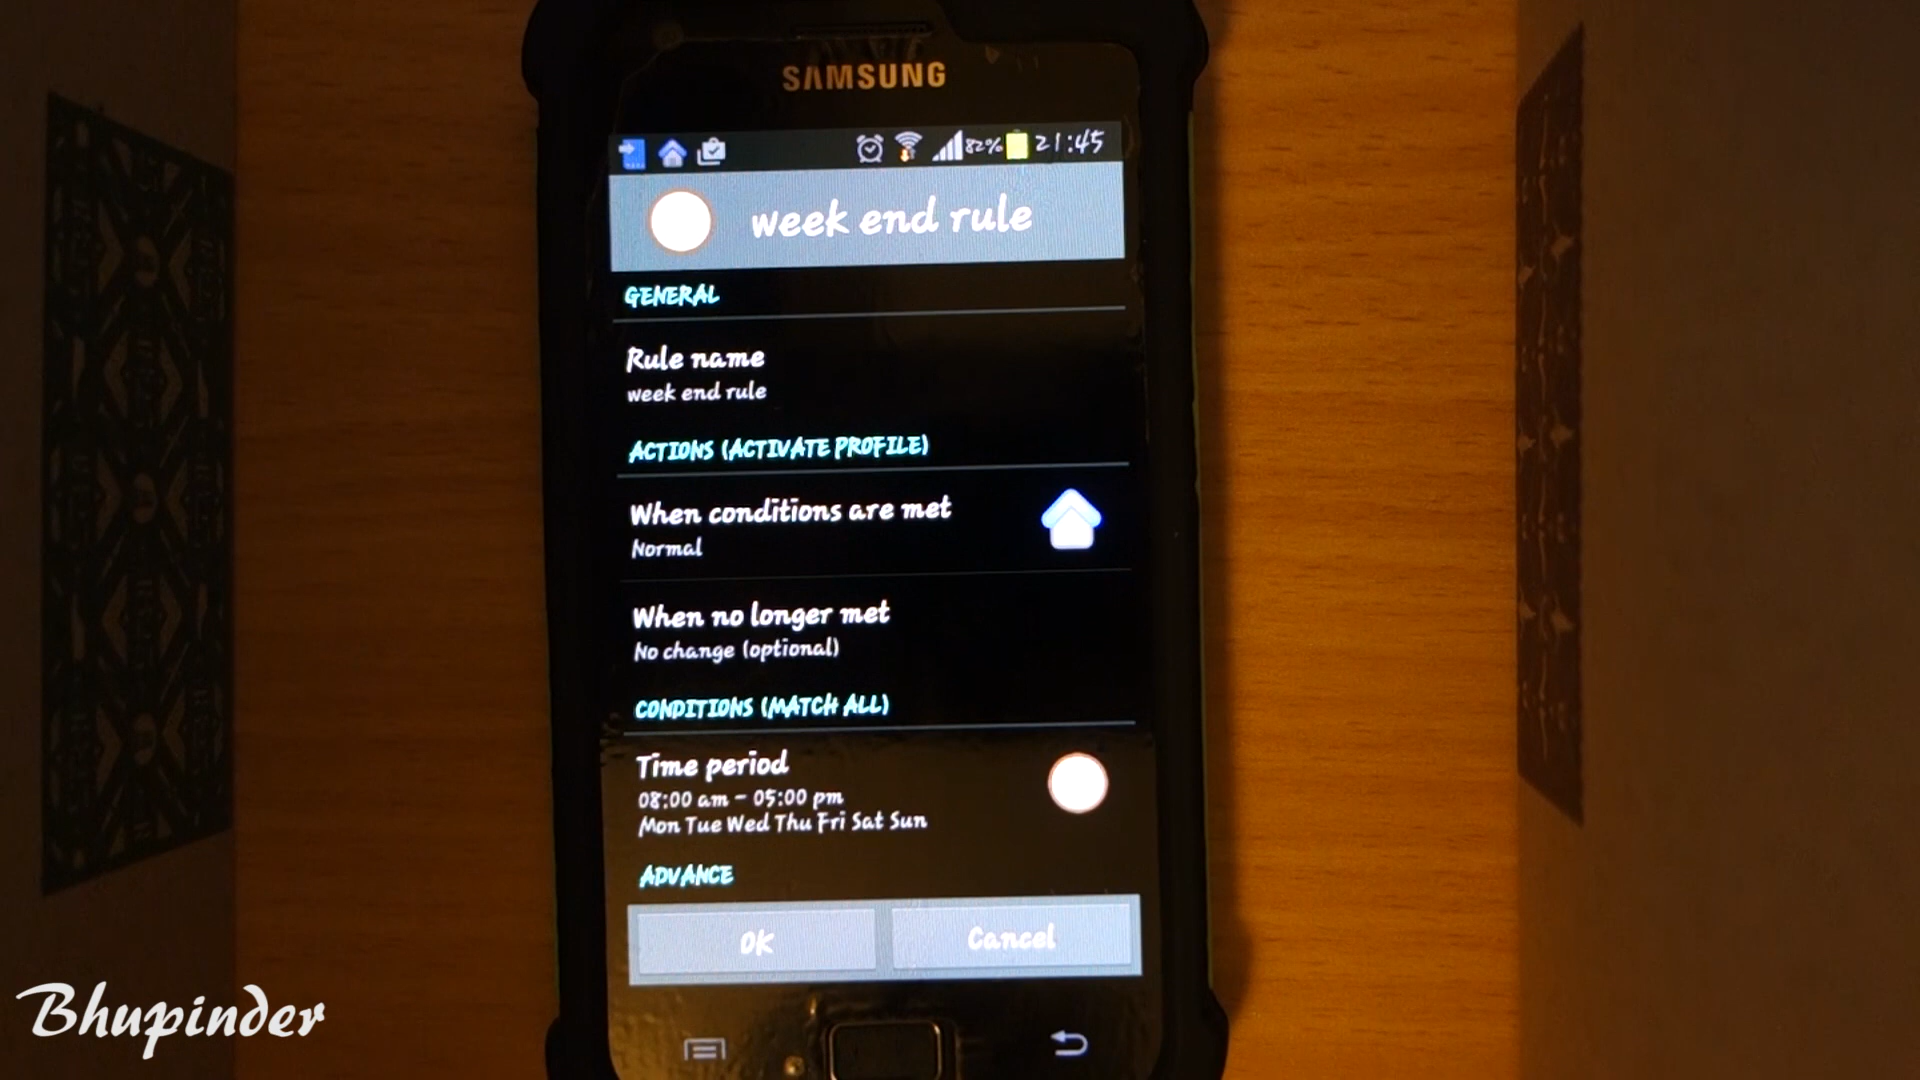 SAMSUNG
82% 21:45
week end rule
GENERAL
Rule name
week end rule
ACTIONS (ACTIVATE PROFILE)
When conditions are met
Normal
When no longer met
No change (optional)
CONDITIONS (MATCH ALL)
Time period
08:00 am - 05:00 pm
Mon Tue Wed Thu Fri Sat Sun
ADVANCE
OK Cancel
Bhupinder